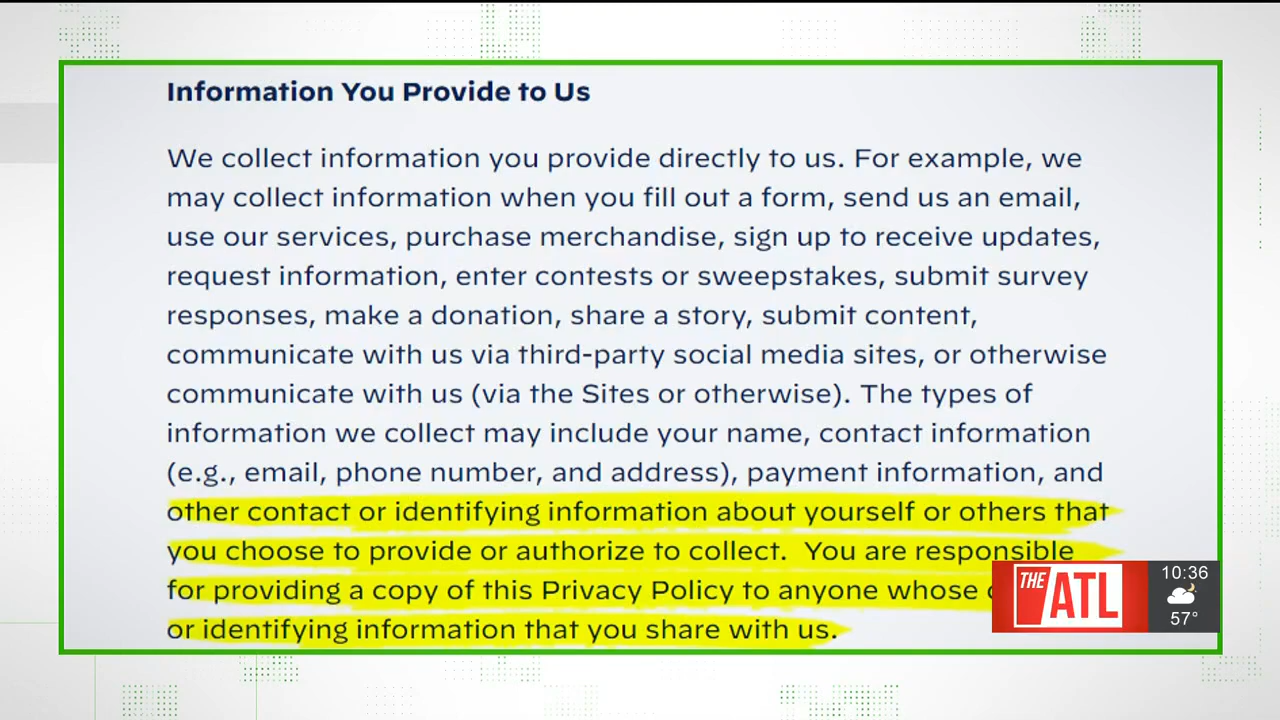 Information You Provide to Us
We collect information you provide directly to us. For example, we
may collect information when you fill out a form, send us an email,
use our services, purchase merchandise, sign up to receive updates,
request information, enter contests or sweepstakes, submit survey
responses, make a donation, share a story, submit content,
communicate with us via third-party social media sites, or otherwise
communicate with us (via the Sites or otherwise). The types of
information we collect may include your name, contact information
(e.g., email, phone number, and address), payment information, and
other contact or identifying information about yourself or others that
you choose to provide or authorize to collect.  You are responsible
for providing a copy of this Privacy Policy to anyone whose
or identifying information that you share with us.
THE ATL
10:36
57°